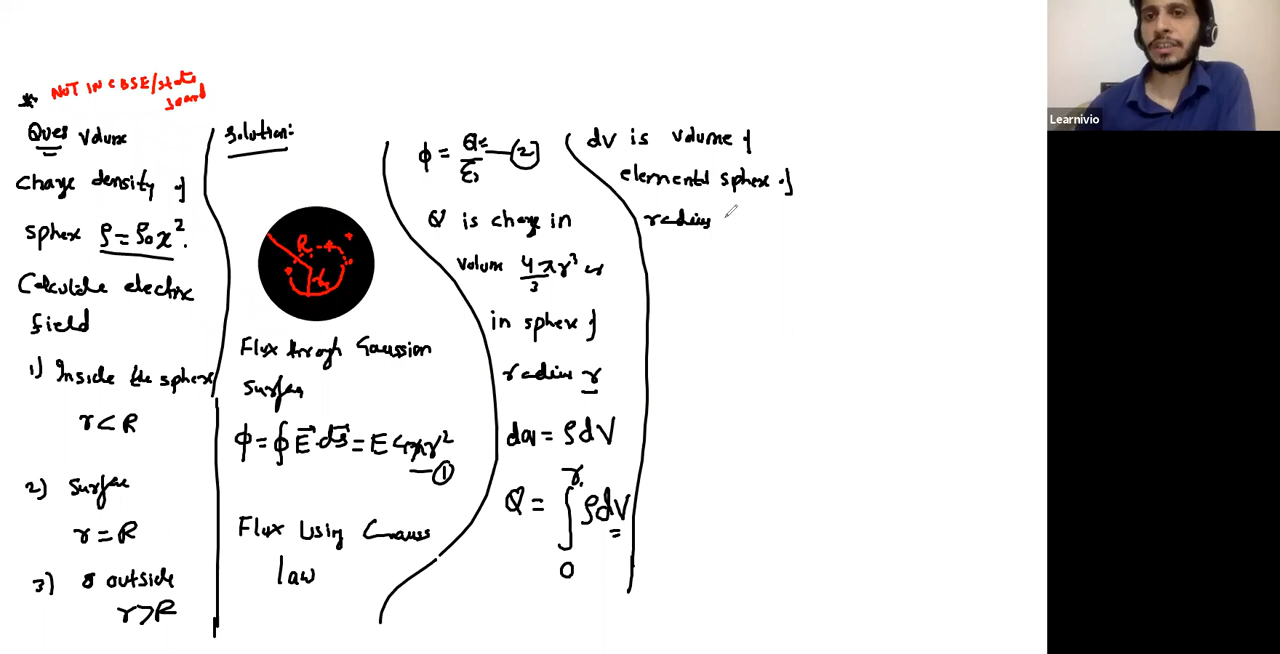 * NOT IN CBSE/state
board
Ques Volume
charge density of
sphere ρ = ρ₀x².
Calculate electric
field
1) Inside the sphere
r < R
2) Surface
r = R
3) outside
r > R
Solution:
R
r
Flux through Gaussian
Surface
ϕ = ∮ E⃗.ds⃗ = E 4πr² — ①
Flux Using Gauss
law
ϕ = Q/ε₀ — ②
Q is charge in
volume 4/3 πr³ or
in sphere of
radius r
dQ = ρdV
Q = ∫₀ʳ ρdV
dV is volume of
elemental sphere of
radius
Learnivio